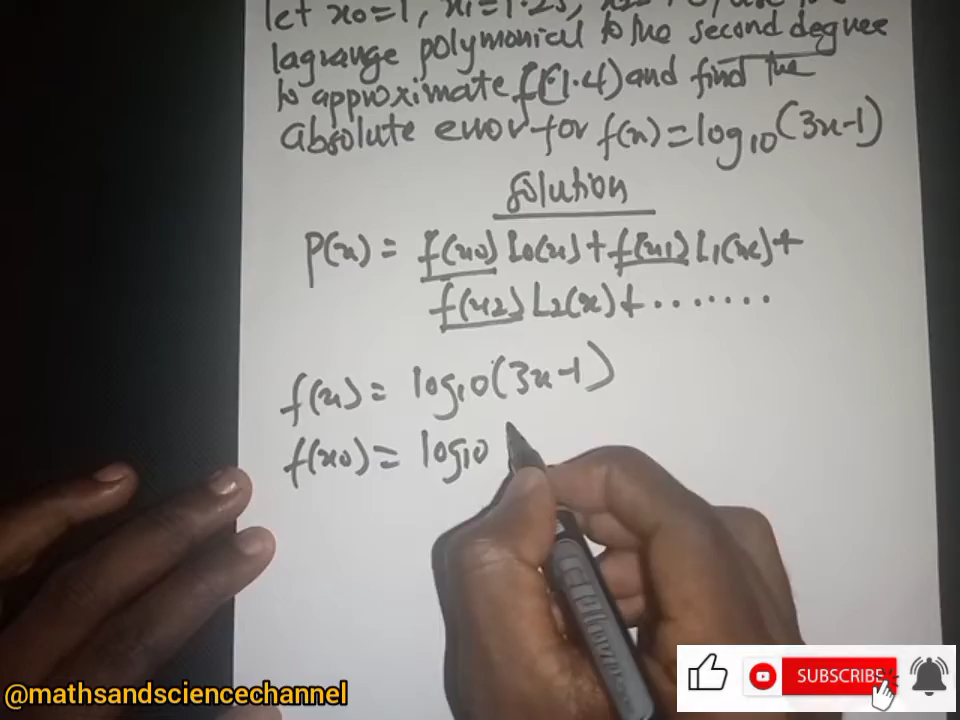 let x0=1, x1=1.25,
lagrange polymonical to the second degree
to approximate f(1.4) and find the
absolute error for f(x)=log10(3x-1)
solution
P(x) = f(x0) L0(x) + f(x1) L1(x) +
f(x2) L2(x) + .......
f(x) = log10(3x-1)
f(x0) = log10
SUBSCRIBE
@mathsandsciencechannel